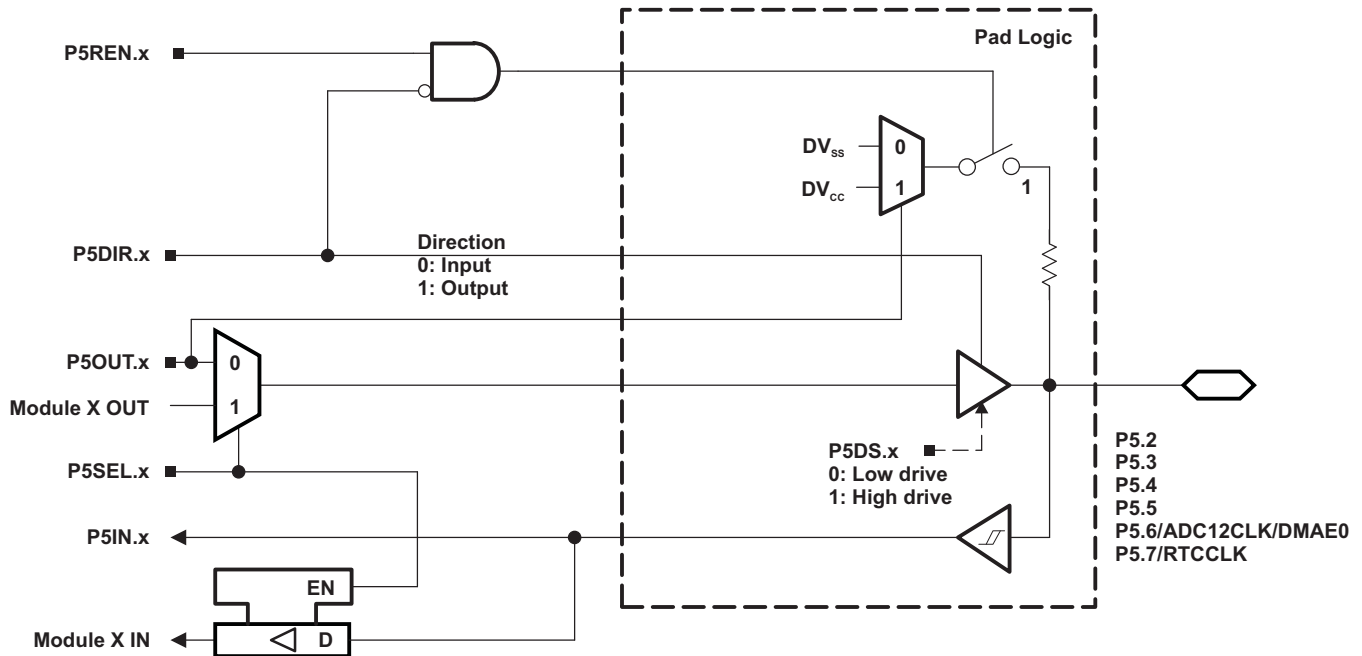 Pad Logic
P5REN.x
DVss
0
DVcc
1
1
P5DIR.x
Direction
0: Input
1: Output
P5OUT.x
0
Module X OUT
1
P5SEL.x
P5DS.x
0: Low drive
1: High drive
P5.2
P5.3
P5.4
P5.5
P5.6/ADC12CLK/DMAE0
P5.7/RTCCLK
P5IN.x
EN
Module X IN
D